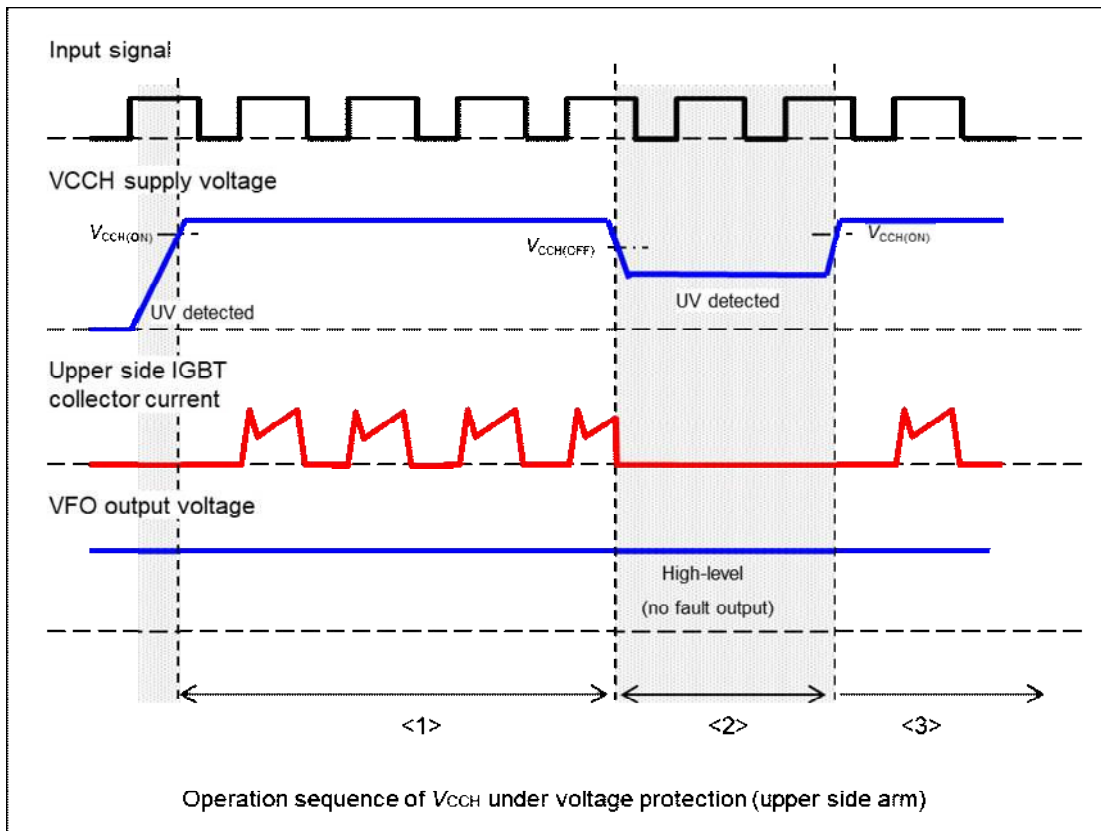 Input signal
VCCH supply voltage
VCCH(ON)
VCCH(OFF)
VCCH(ON)
UV detected
UV detected
Upper side IGBT
collector current
VFO output voltage
High-level
(no fault output)
<1>
<2>
<3>
Operation sequence of VCCH under voltage protection (upper side arm)